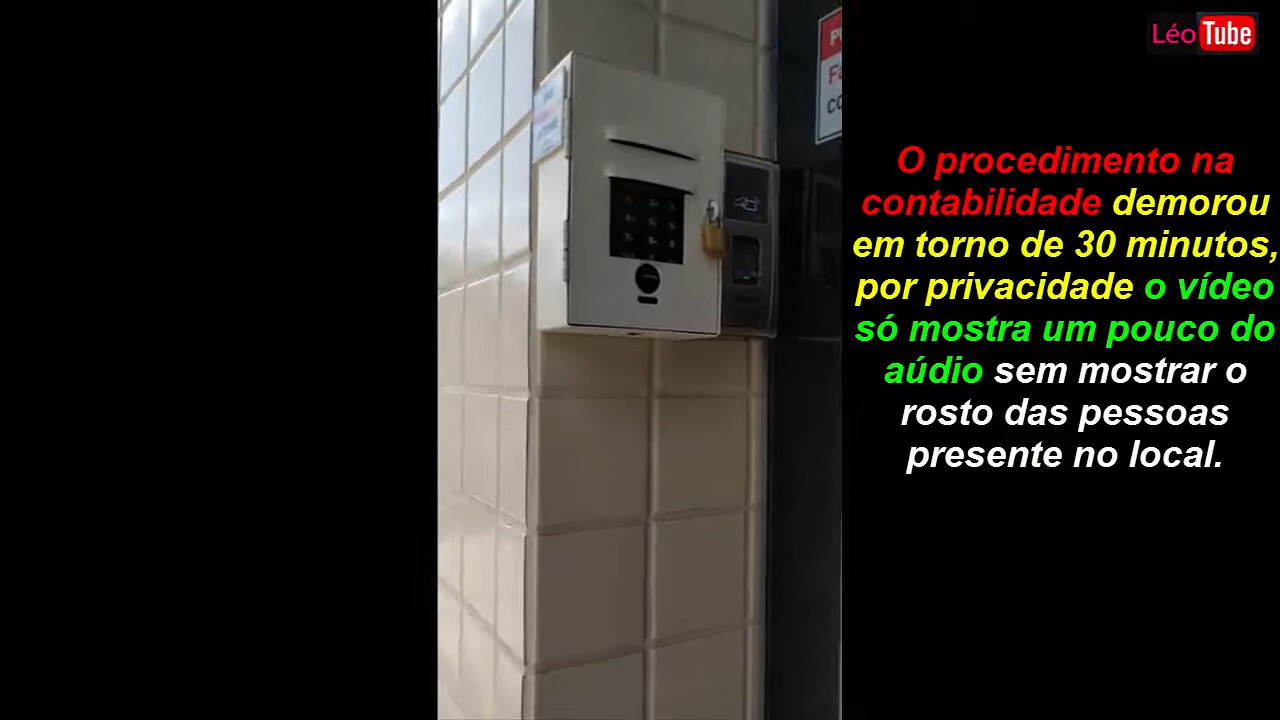 LéoTube
O procedimento na
contabilidade demorou
em torno de 30 minutos,
por privacidade o vídeo
só mostra um pouco do
aúdio sem mostrar o
rosto das pessoas
presente no local.